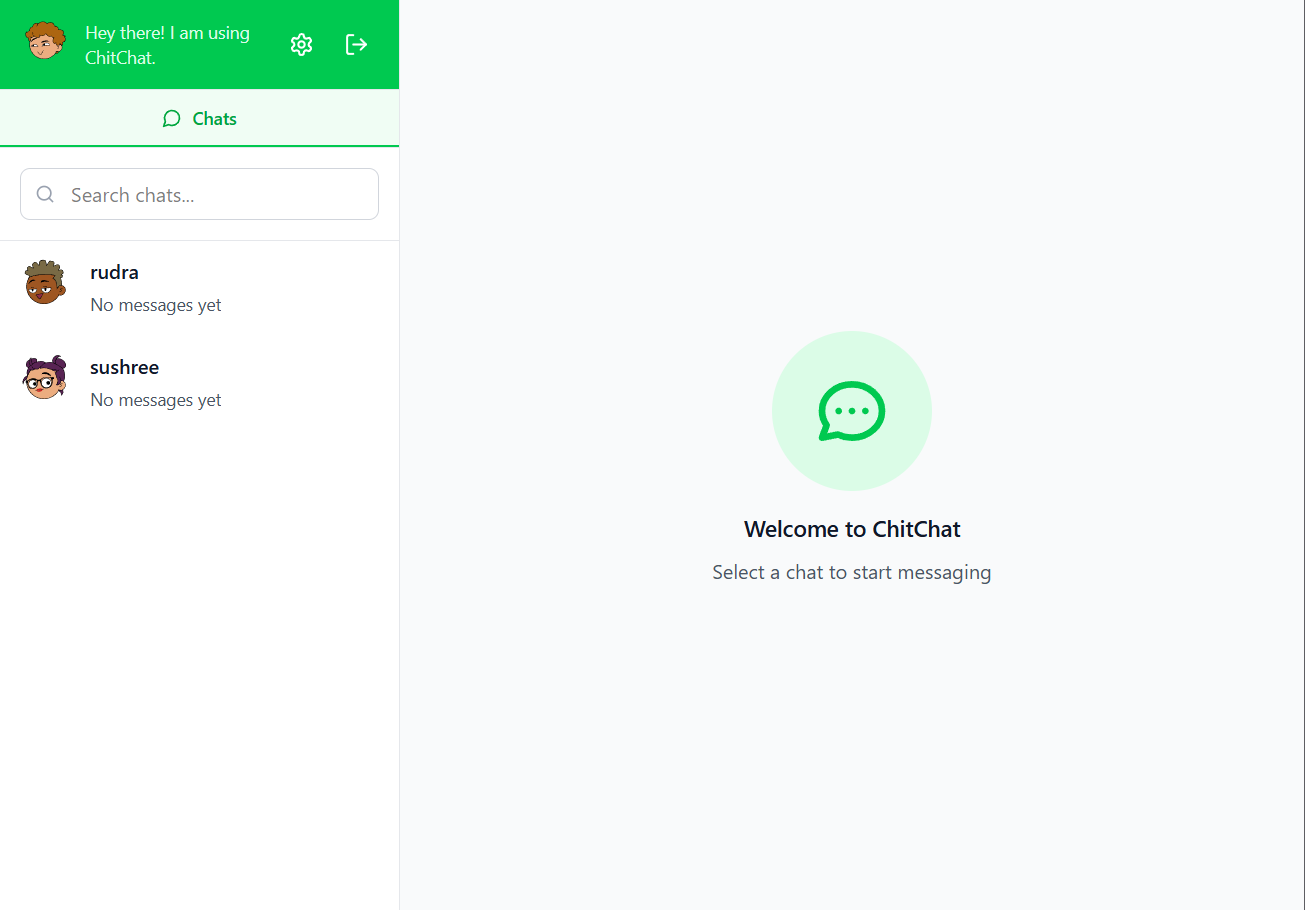 Hey there! I am using
ChitChat.
Chats
Search chats...
rudra
No messages yet
sushree
No messages yet
Welcome to ChitChat
Select a chat to start messaging